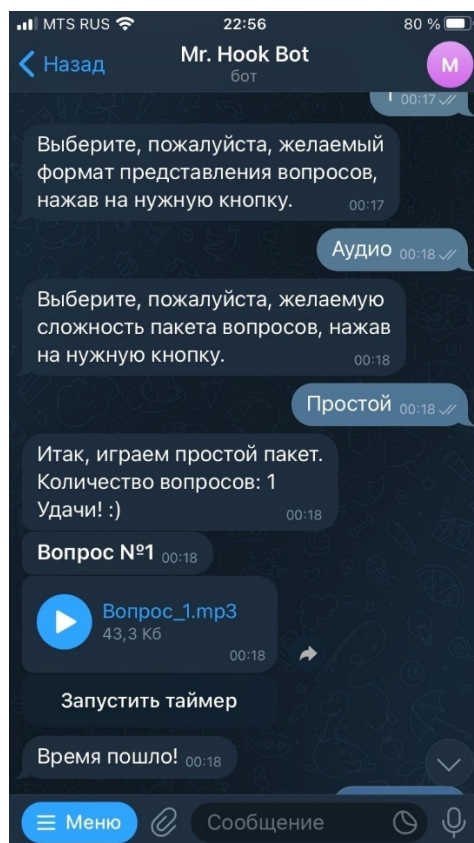 MTS RUS 22:56 80 %
Назад Mr. Hook Bot M
бот
00:17
Выберите, пожалуйста, желаемый
формат представления вопросов,
нажав на нужную кнопку. 00:17
Аудио 00:18
Выберите, пожалуйста, желаемую
сложность пакета вопросов, нажав
на нужную кнопку. 00:18
Простой 00:18
Итак, играем простой пакет.
Количество вопросов: 1
Удачи! :) 00:18
Вопрос №1 00:18
Вопрос_1.mp3
43,3 Кб
00:18
Запустить таймер
Время пошло! 00:18
Меню Сообщение